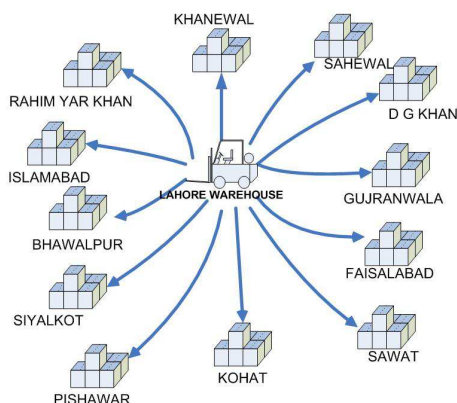 KHANEWAL
SAHEWAL
RAHIM YAR KHAN
D G KHAN
ISLAMABAD
LAHORE WAREHOUSE
GUJRANWALA
BHAWALPUR
FAISALABAD
SIYALKOT
SAWAT
KOHAT
PISHAWAR